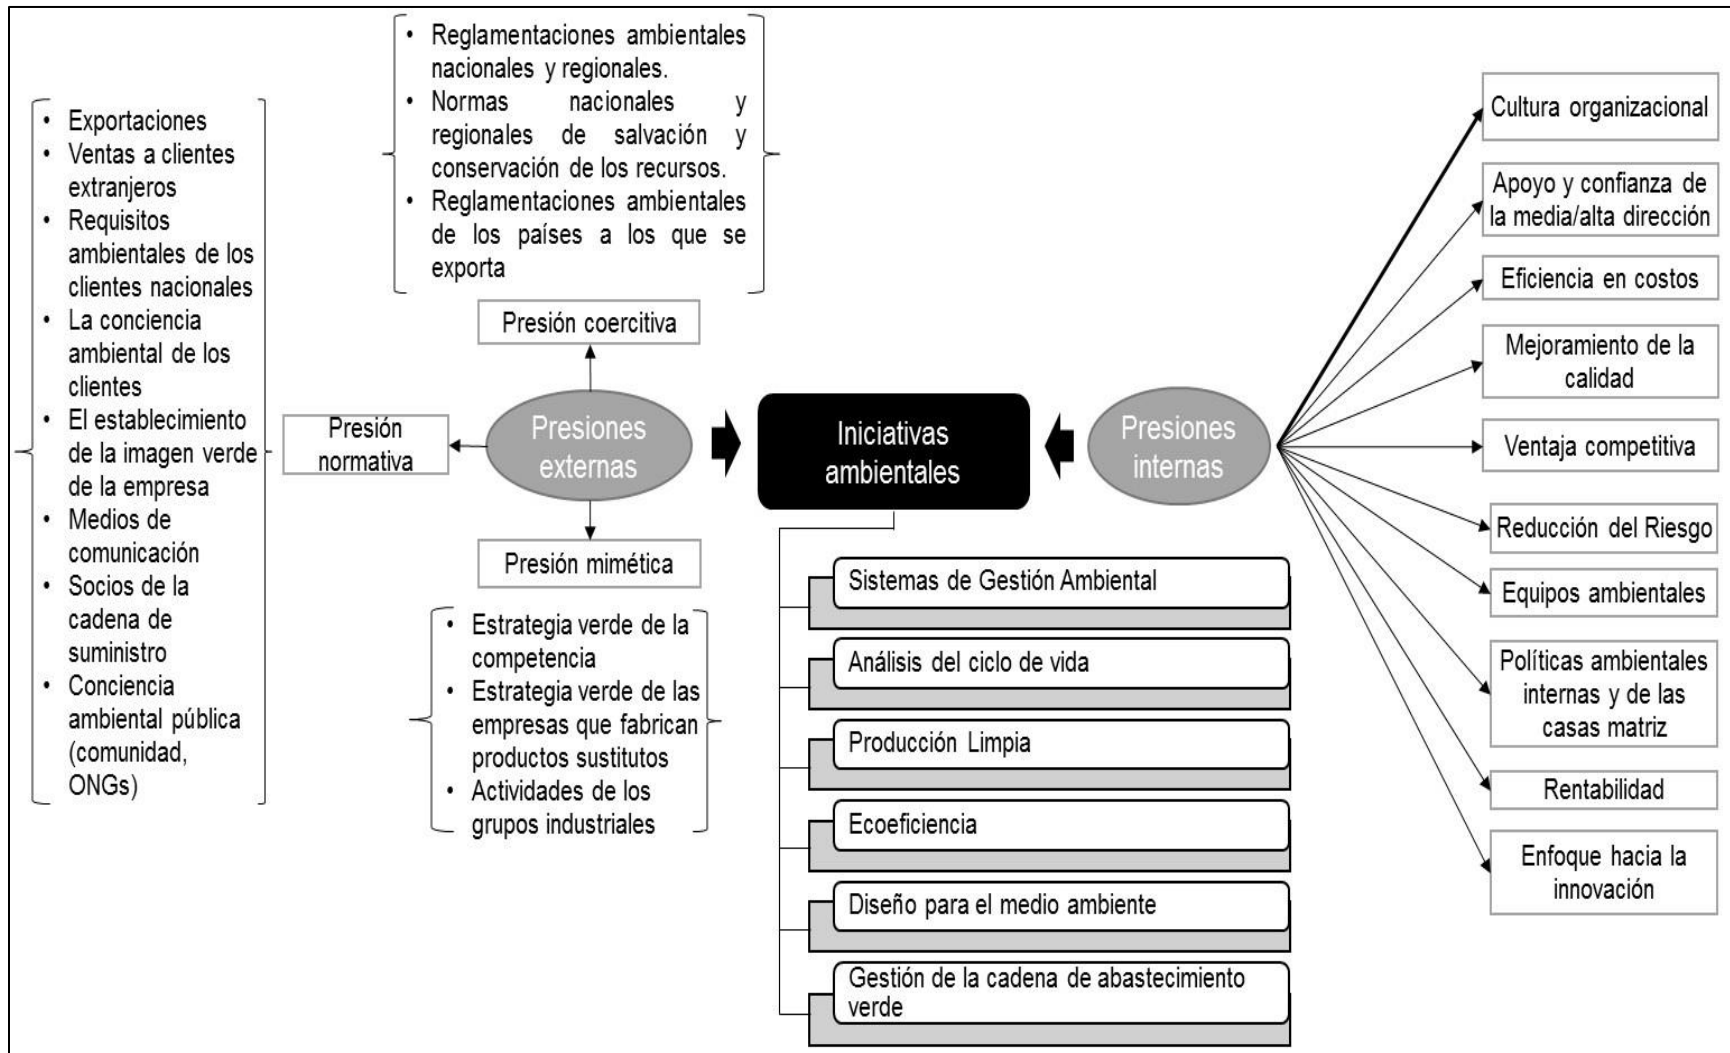 • Exportaciones
• Ventas a clientes
extranjeros
• Requisitos
ambientales de los
clientes nacionales
• La conciencia
ambiental de los
clientes
• El establecimiento
de la imagen verde
de la empresa
• Medios de
comunicación
• Socios de la
cadena de
suministro
• Conciencia
ambiental pública
(comunidad,
ONGs)
• Reglamentaciones ambientales
nacionales y regionales.
• Normas nacionales y
regionales de salvación y
conservación de los recursos.
• Reglamentaciones ambientales
de los países a los que se
exporta
Presión coercitiva
Presión
normativa
Presiones
externas
Presión mimética
• Estrategia verde de la
competencia
• Estrategia verde de las
empresas que fabrican
productos sustitutos
• Actividades de los
grupos industriales
Iniciativas
ambientales
Sistemas de Gestión Ambiental
Análisis del ciclo de vida
Producción Limpia
Ecoeficiencia
Diseño para el medio ambiente
Gestión de la cadena de abastecimiento
verde
Presiones
internas
Cultura organizacional
Apoyo y confianza de
la media/alta dirección
Eficiencia en costos
Mejoramiento de la
calidad
Ventaja competitiva
Reducción del Riesgo
Equipos ambientales
Políticas ambientales
internas y de las
casas matriz
Rentabilidad
Enfoque hacia la
innovación